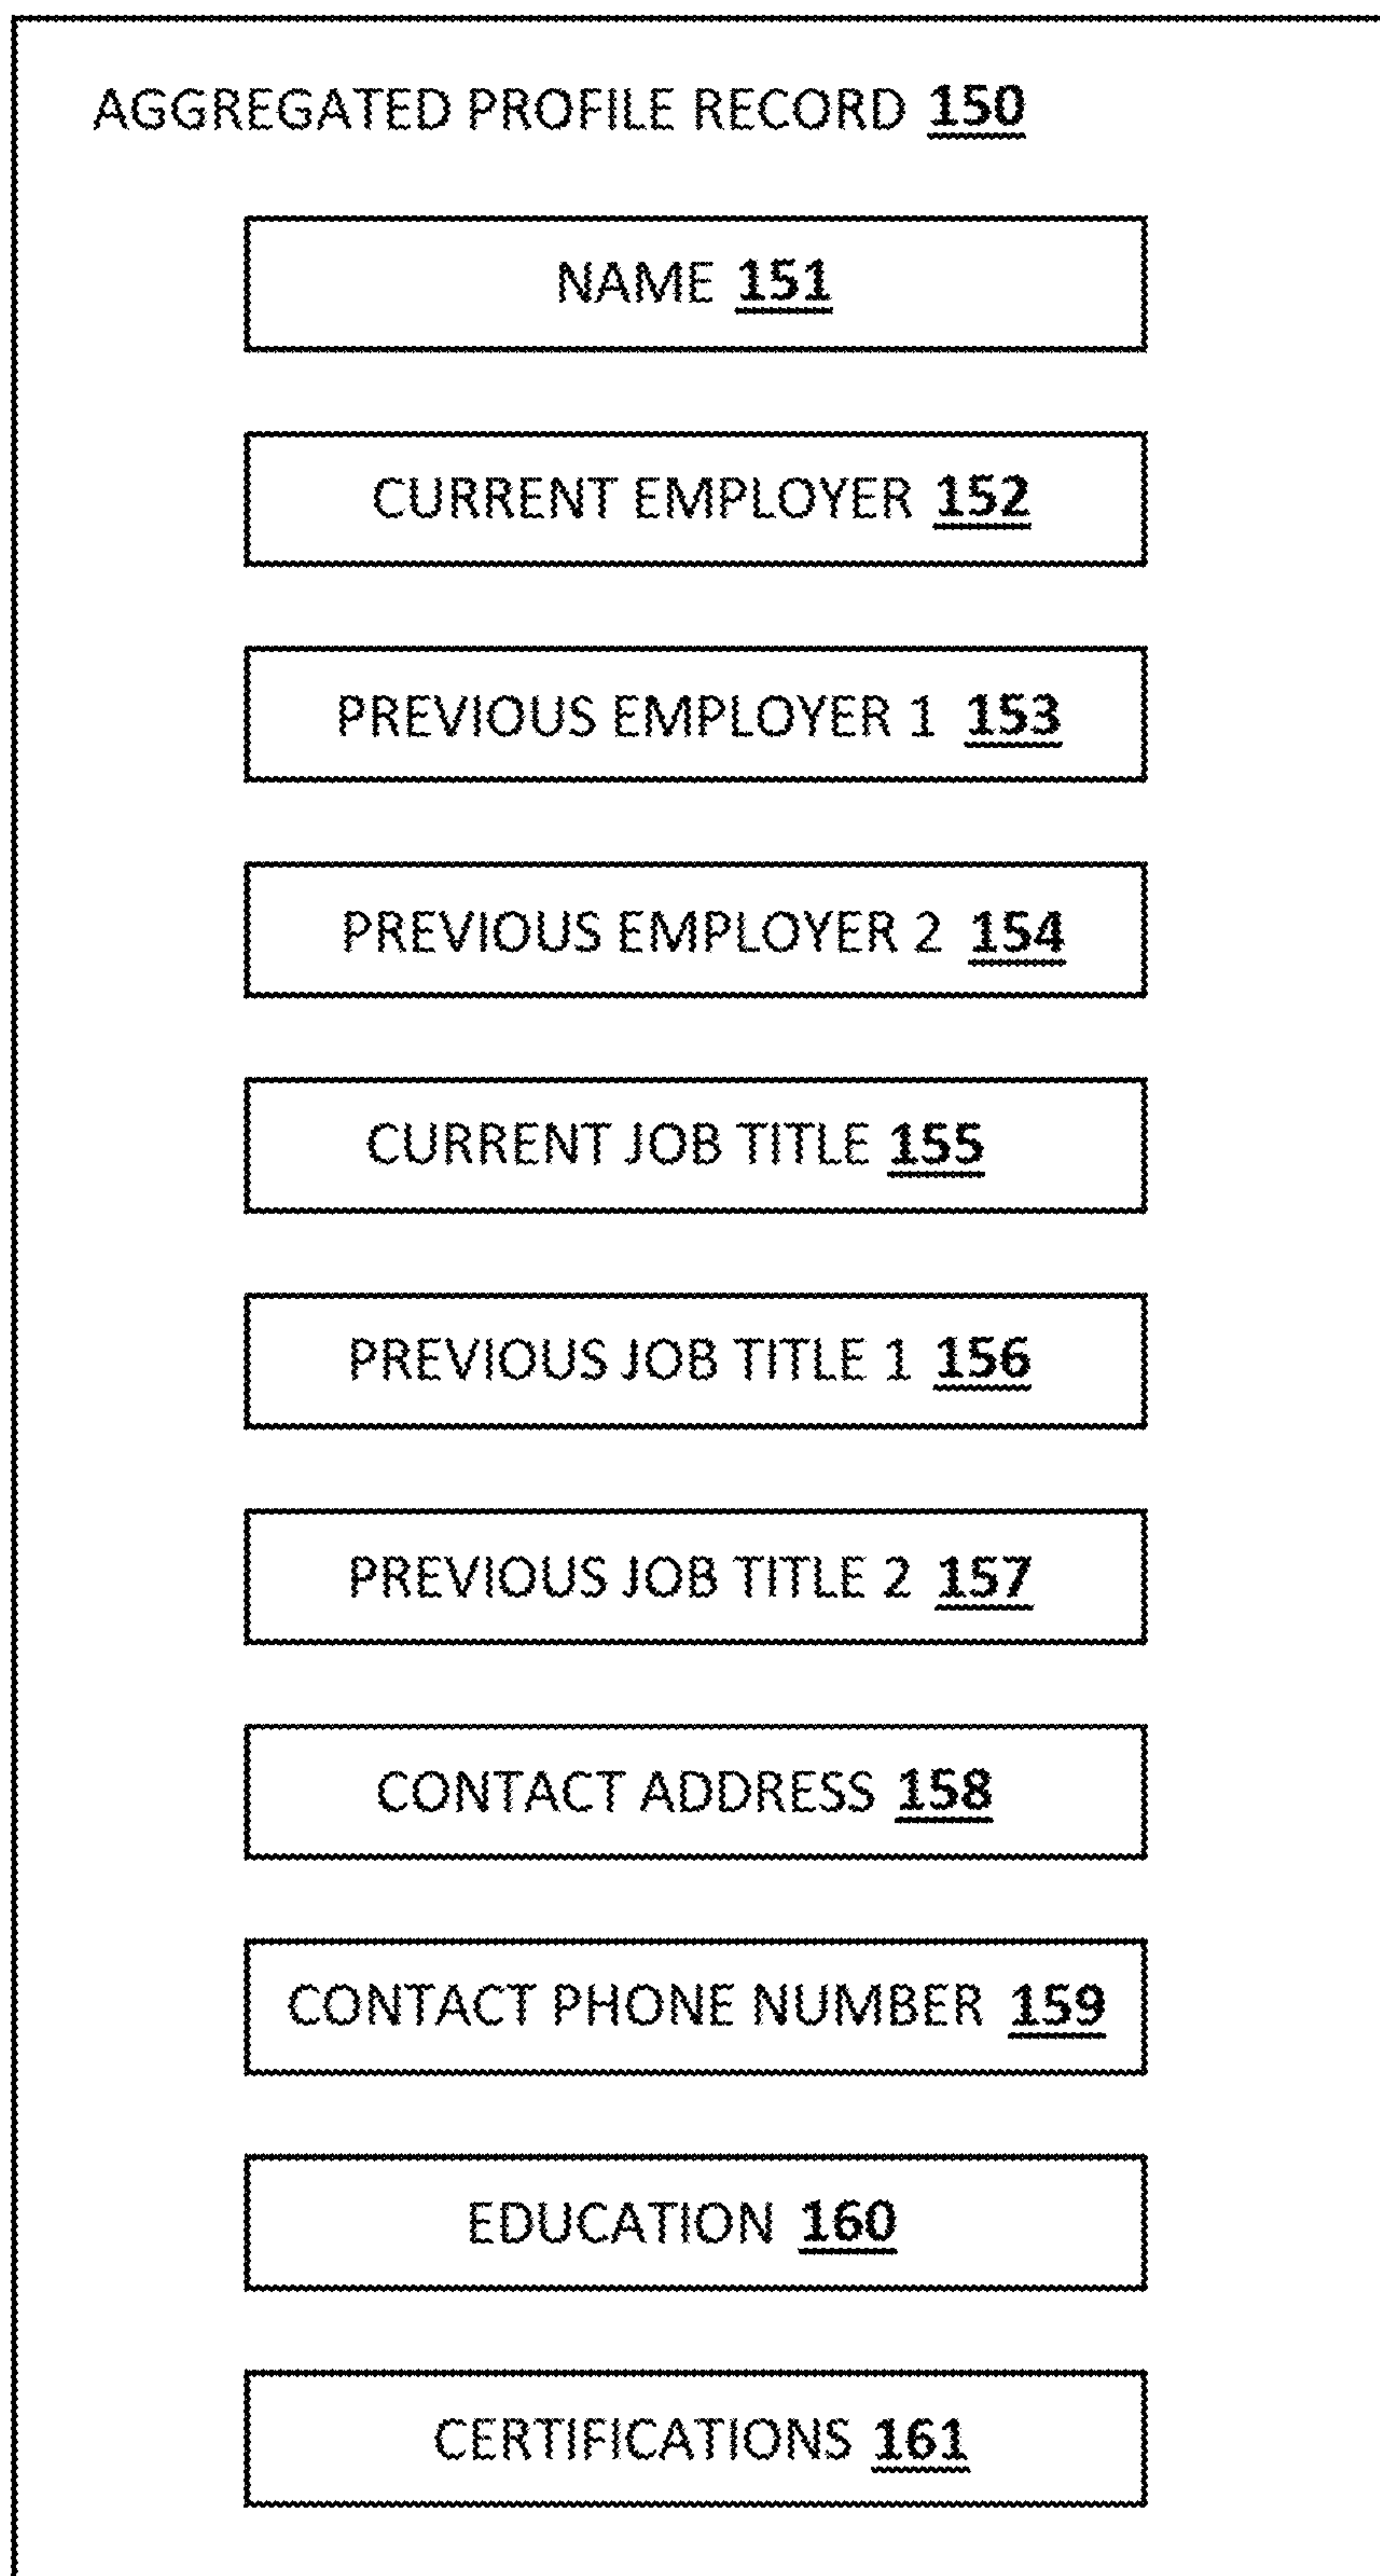 AGGREGATED PROFILE RECORD 150
NAME 151
CURRENT EMPLOYER 152
PREVIOUS EMPLOYER 1 153
PREVIOUS EMPLOYER 2 154
CURRENT JOB TITLE 155
PREVIOUS JOB TITLE 1 156
PREVIOUS JOB TITLE 2 157
CONTACT ADDRESS 158
CONTACT PHONE NUMBER 159
EDUCATION 160
CERTIFICATIONS 161